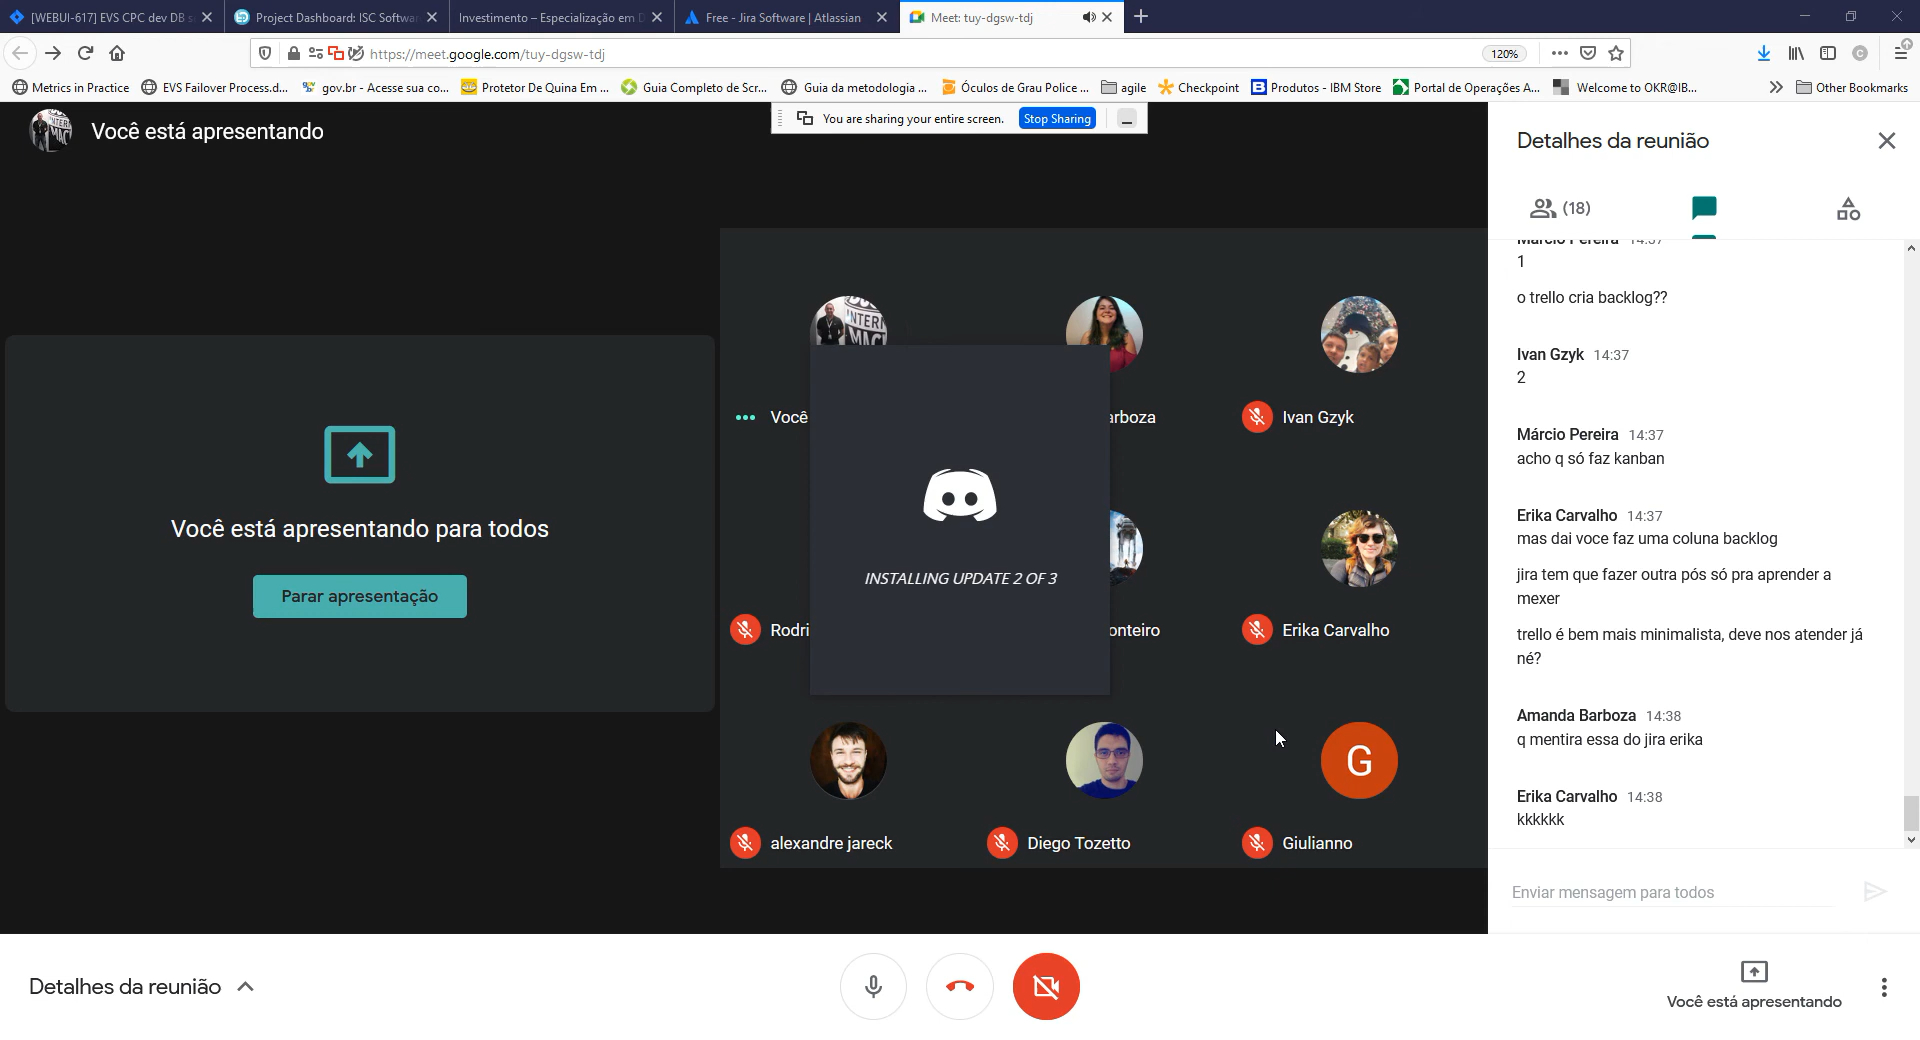 [WEBUI-617] EVS CPC dev DB s
Project Dashboard: ISC Softwa
Investimento – Especialização em D
Free - Jira Software | Atlassian
Meet: tuy-dgsw-tdj
https://meet.google.com/tuy-dgsw-tdj
120%
Metrics in Practice
EVS Failover Process.d...
gov.br - Acesse sua co...
Protetor De Quina Em ...
Guia Completo de Scr...
Guia da metodologia ...
Óculos de Grau Police ...
agile
Checkpoint
Produtos - IBM Store
Portal de Operações A...
Welcome to OKR@IB...
Other Bookmarks
Você está apresentando
You are sharing your entire screen.
Stop Sharing
Detalhes da reunião
(18)
Márcio Pereira 14:37
1
o trello cria backlog??
Ivan Gzyk 14:37
2
Márcio Pereira 14:37
acho q só faz kanban
Erika Carvalho 14:37
mas dai voce faz uma coluna backlog
jira tem que fazer outra pós só pra aprender a
mexer
trello é bem mais minimalista, deve nos atender já
né?
Amanda Barboza 14:38
q mentira essa do jira erika
Erika Carvalho 14:38
kkkkkk
Enviar mensagem para todos
Você está apresentando para todos
Parar apresentação
Você
arboza
Ivan Gzyk
INSTALLING UPDATE 2 OF 3
Rodri
onteiro
Erika Carvalho
G
alexandre jareck
Diego Tozetto
Giulianno
Detalhes da reunião
Você está apresentando